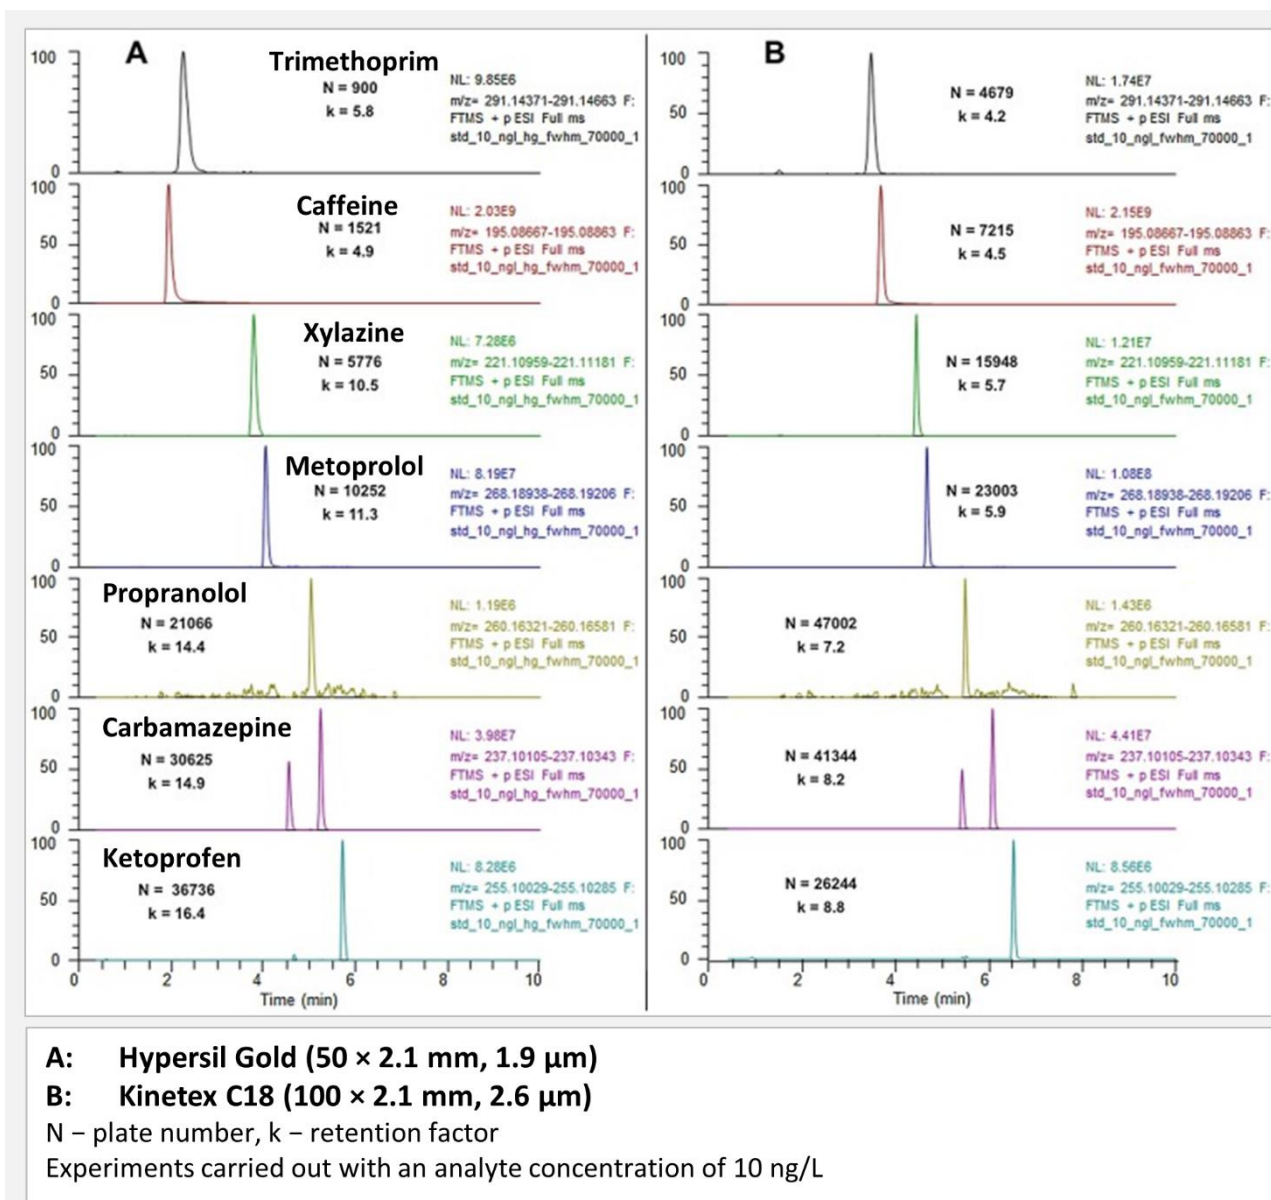 A
Trimethoprim
N = 900
k = 5.8
NL: 9.85E6
m/z= 291.14371-291.14663 F:
FTMS + p ESI Full ms
std_10_ngl_hg_fwhm_70000_1
100
0
B
N = 4679
k = 4.2
NL: 1.74E7
m/z= 291.14371-291.14663 F:
FTMS + p ESI Full ms
std_10_ngl_hg_fwhm_70000_1
100
50
0
Caffeine
N = 1521
k = 4.9
NL: 2.03E9
m/z= 195.08667-195.08863 F:
FTMS + p ESI Full ms
std_10_ngl_hg_fwhm_70000_1
100
50
0
N = 7215
k = 4.5
NL: 2.15E9
m/z= 195.08667-195.08863 F:
FTMS + p ESI Full ms
std_10_ngl_hg_fwhm_70000_1
100
50
0
Xylazine
N = 5776
k = 10.5
NL: 7.28E6
m/z= 221.10959-221.11181 F:
FTMS + p ESI Full ms
std_10_ngl_hg_fwhm_70000_1
100
50
0
N = 15948
k = 5.7
NL: 1.21E7
m/z= 221.10959-221.11181 F:
FTMS + p ESI Full ms
std_10_ngl_hg_fwhm_70000_1
100
50
0
Metoprolol
N = 10252
k = 11.3
NL: 8.19E7
m/z= 268.18938-268.19206 F:
FTMS + p ESI Full ms
std_10_ngl_hg_fwhm_70000_1
100
50
0
N = 23003
k = 5.9
NL: 1.08E8
m/z= 268.18938-268.19206 F:
FTMS + p ESI Full ms
std_10_ngl_hg_fwhm_70000_1
100
50
0
Propranolol
N = 21066
k = 14.4
NL: 1.19E6
m/z= 260.16321-260.16581 F:
FTMS + p ESI Full ms
std_10_ngl_hg_fwhm_70000_1
100
50
0
N = 47002
k = 7.2
NL: 1.43E6
m/z= 260.16321-260.16581 F:
FTMS + p ESI Full ms
std_10_ngl_hg_fwhm_70000_1
100
50
0
Carbamazepine
N = 30625
k = 14.9
NL: 3.98E7
m/z= 237.10105-237.10343 F:
FTMS + p ESI Full ms
std_10_ngl_hg_fwhm_70000_1
100
50
0
N = 41344
k = 8.2
NL: 4.41E7
m/z= 237.10105-237.10343 F:
FTMS + p ESI Full ms
std_10_ngl_hg_fwhm_70000_1
100
50
0
Ketoprofen
N = 36736
k = 16.4
NL: 8.28E6
m/z= 255.10029-255.10285 F:
FTMS + p ESI Full ms
std_10_ngl_hg_fwhm_70000_1
100
50
0
N = 26244
k = 8.8
NL: 8.56E6
m/z= 255.10029-255.10285 F:
FTMS + p ESI Full ms
std_10_ngl_hg_fwhm_70000_1
100
50
0
0 2 4 6 8 10
Time (min)
0 2 4 6 8 10
Time (min)
A: Hypersil Gold (50 × 2.1 mm, 1.9 µm)
B: Kinetex C18 (100 × 2.1 mm, 2.6 µm)
N – plate number, k – retention factor
Experiments carried out with an analyte concentration of 10 ng/L